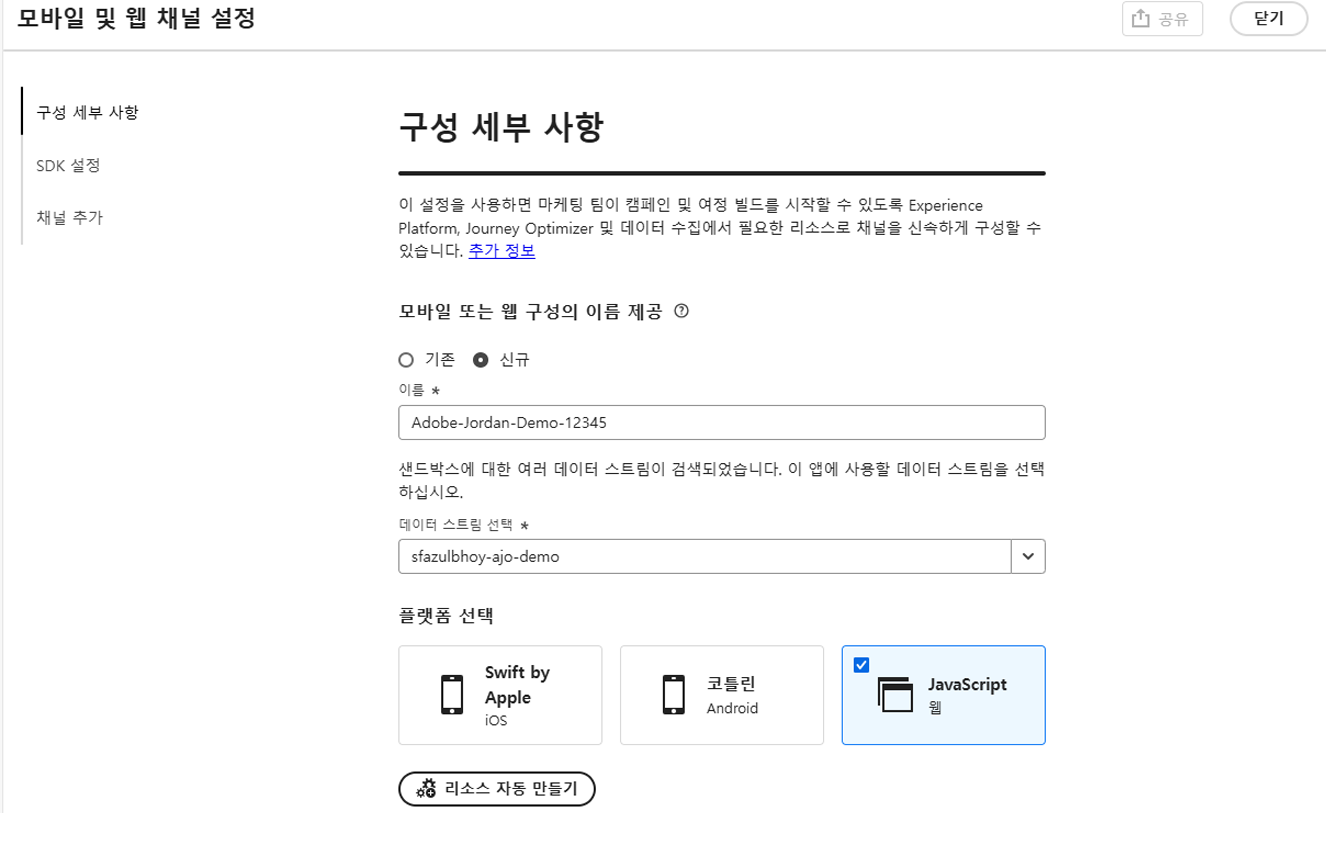 모바일 및 웹 채널 설정
공유
닫기
구성 세부 사항
SDK 설정
채널 추가
구성 세부 사항
이 설정을 사용하면 마케팅 팀이 캠페인 및 여정 빌드를 시작할 수 있도록 Experience
Platform, Journey Optimizer 및 데이터 수집에서 필요한 리소스로 채널을 신속하게 구성할 수
있습니다. 추가 정보
모바일 또는 웹 구성의 이름 제공
기존
신규
이름 *
Adobe-Jordan-Demo-12345
샌드박스에 대한 여러 데이터 스트림이 검색되었습니다. 이 앱에 사용할 데이터 스트림을 선택
하십시오.
데이터 스트림 선택 *
sfazulbhoy-ajo-demo
플랫폼 선택
Swift by
Apple
iOS
코틀린
Android
JavaScript
웹
리소스 자동 만들기